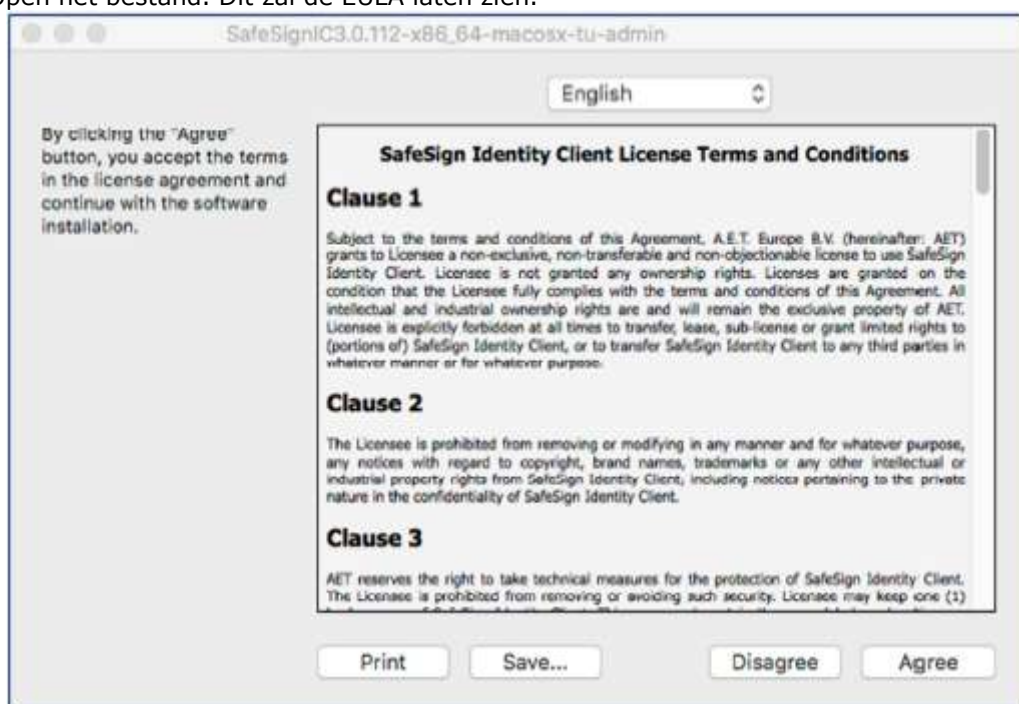 open het bestand. Dit zal de EULA laten zien.
SafeSignIC3.0.112-x86_64-macosx-tu-admin
English
By clicking the "Agree"
button, you accept the terms
in the license agreement and
continue with the software
installation.
SafeSign Identity Client License Terms and Conditions
Clause 1
Subject to the terms and conditions of this Agreement, A.E.T. Europe B.V. (hereinafter: AET)
grants to Licensee a non-exclusive, non-transferable and non-objectionable license to use SafeSign
Identity Client. Licensee is not granted any ownership rights. Licenses are granted on the
condition that the Licensee fully complies with the terms and conditions of this Agreement. All
intellectual and industrial ownership rights are and will remain the exclusive property of AET.
Licensee is explicitly forbidden at all times to transfer, lease, sub-license or grant limited rights to
(portions of) SafeSign Identity Client, or to transfer SafeSign Identity Client to any third parties in
whatever manner or for whatever purpose.
Clause 2
The Licensee is prohibited from removing or modifying in any manner and for whatever purpose,
any notices with regard to copyright, brand names, trademarks or any other intellectual or
industrial property rights from SafeSign Identity Client, including notices pertaining to the private
nature in the confidentiality of SafeSign Identity Client.
Clause 3
AET reserves the right to take technical measures for the protection of SafeSign Identity Client.
The Licensee is prohibited from removing or avoiding such security. Licensee may keep one (1)
Print
Save...
Disagree
Agree